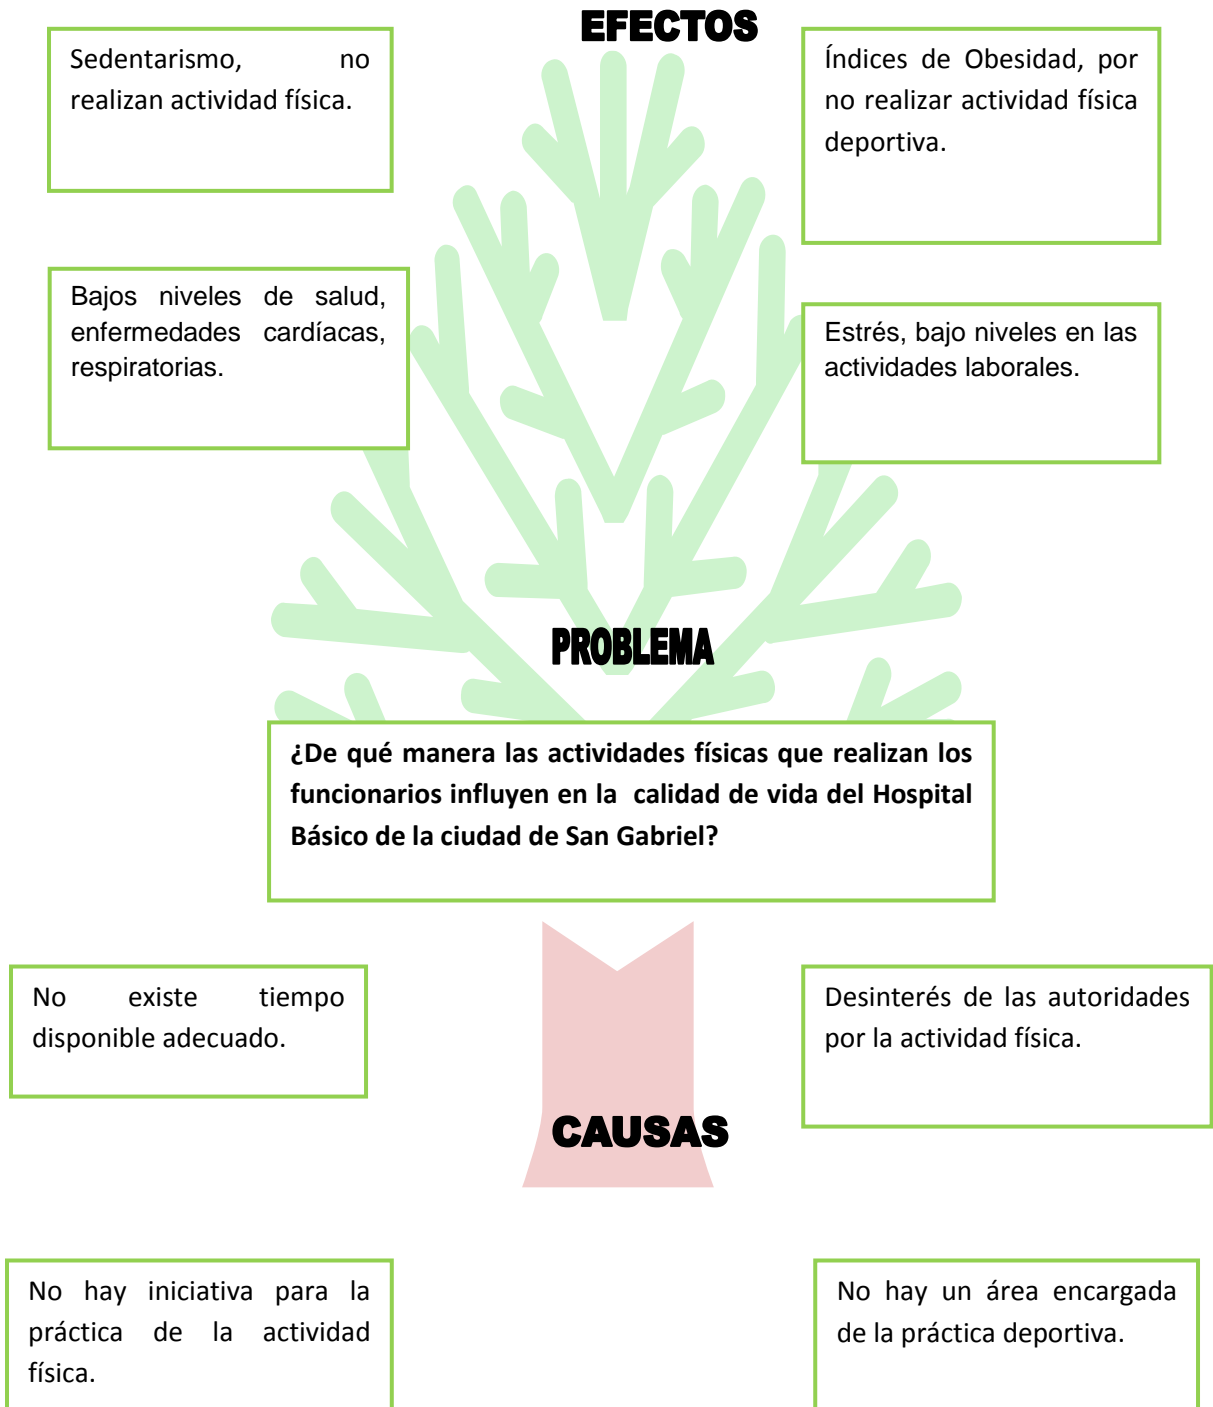 EFECTOS
Sedentarismo, no
realizan actividad física.
Índices de Obesidad, por
no realizar actividad física
deportiva.
Bajos niveles de salud,
enfermedades cardíacas,
respiratorias.
Estrés, bajo niveles en las
actividades laborales.
PROBLEMA
¿De qué manera las actividades físicas que realizan los
funcionarios influyen en la calidad de vida del Hospital
Básico de la ciudad de San Gabriel?
No existe tiempo
disponible adecuado.
Desinterés de las autoridades
por la actividad física.
CAUSAS
No hay iniciativa para la
práctica de la actividad
física.
No hay un área encargada
de la práctica deportiva.